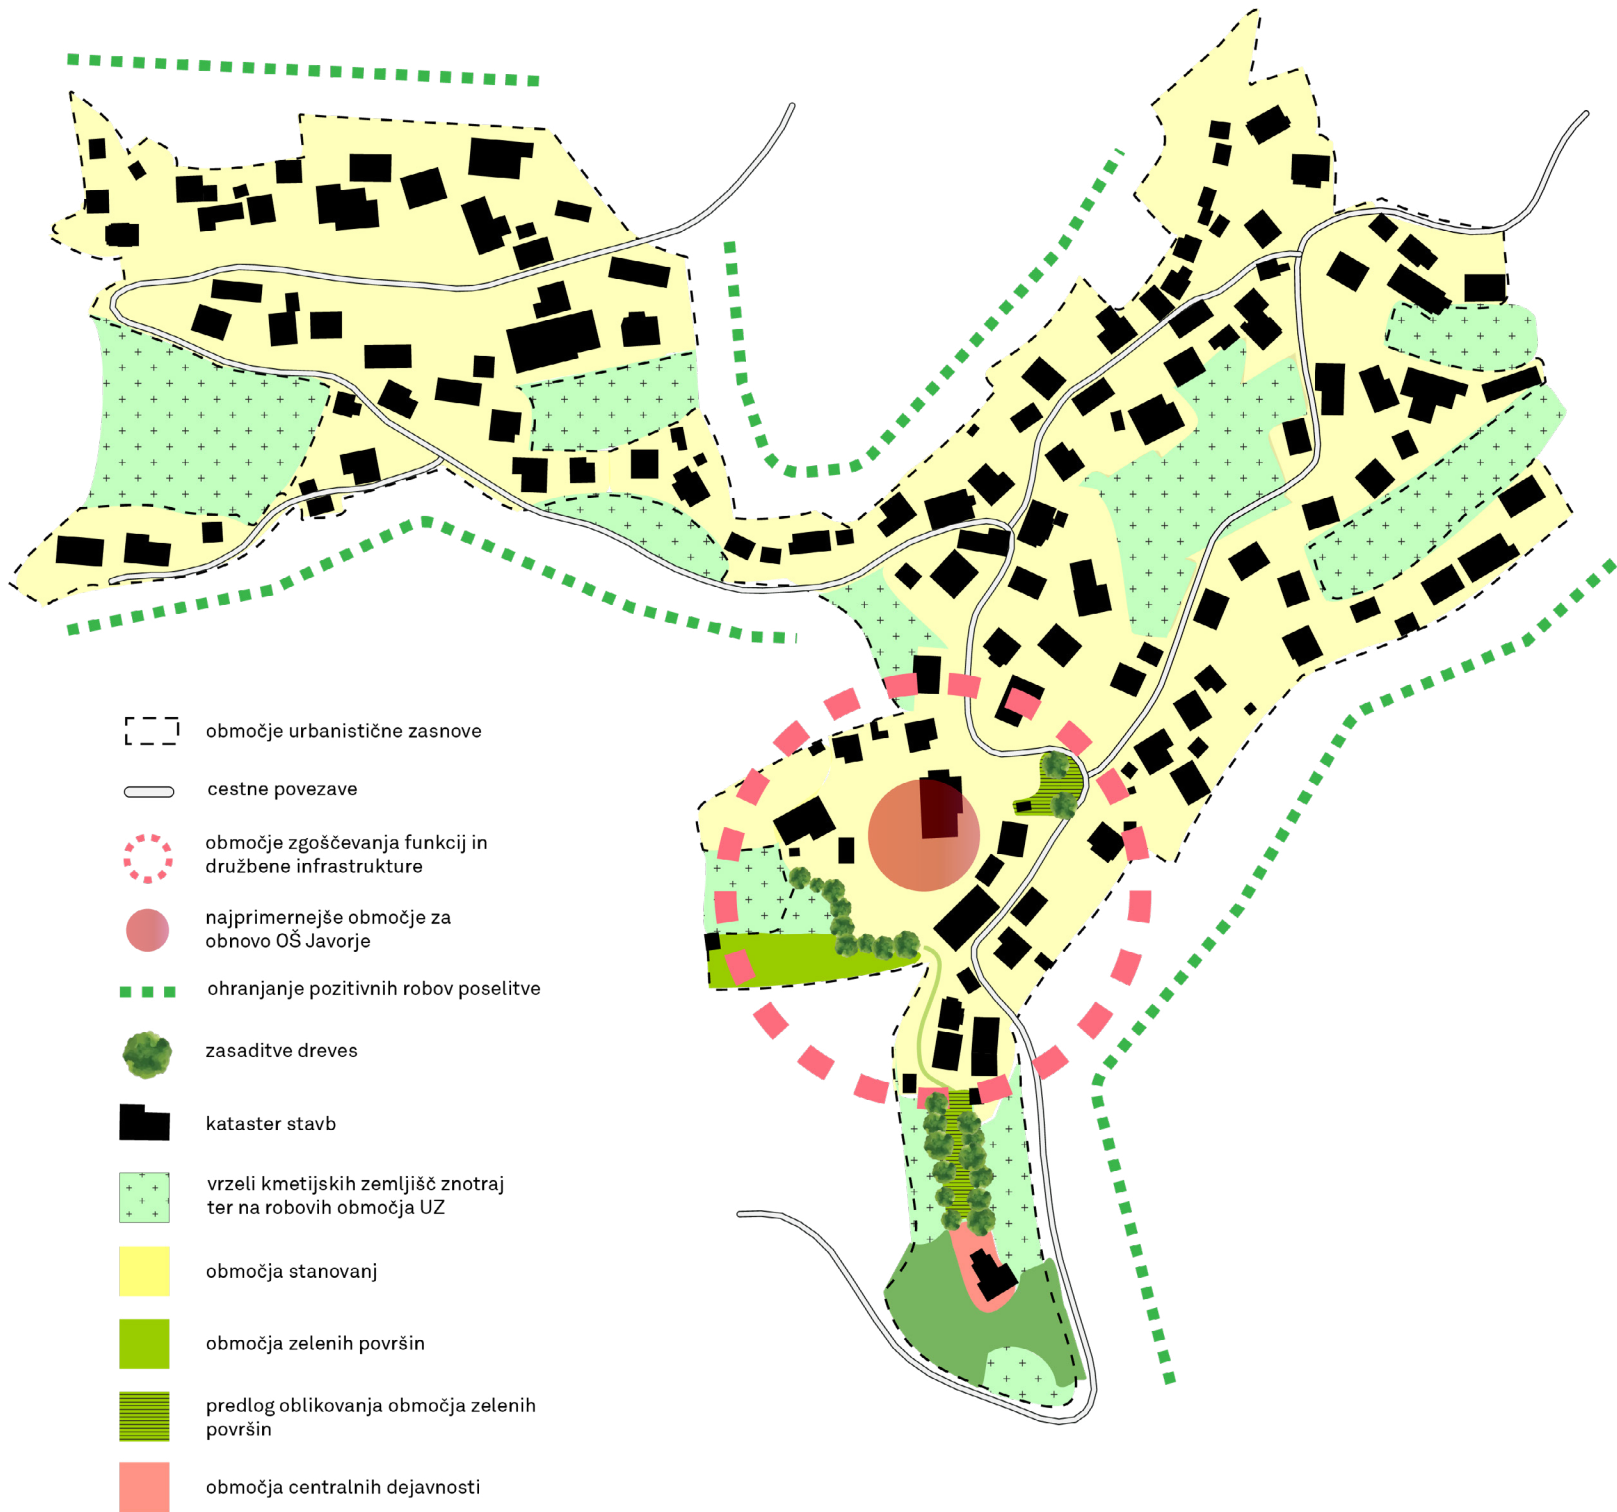 območje urbanistične zasnove
cestne povezave
območje zgoščevanja funkcij in
družbene infrastrukture
najprimernejše območje za
obnovo OŠ Javorje
ohranjanje pozitivnih robov poselitve
zasaditve dreves
kataster stavb
vrzeli kmetijskih zemljišč znotraj
ter na robovih območja UZ
območja stanovanj
območja zelenih površin
predlog oblikovanja območja zelenih
površin
območja centralnih dejavnosti